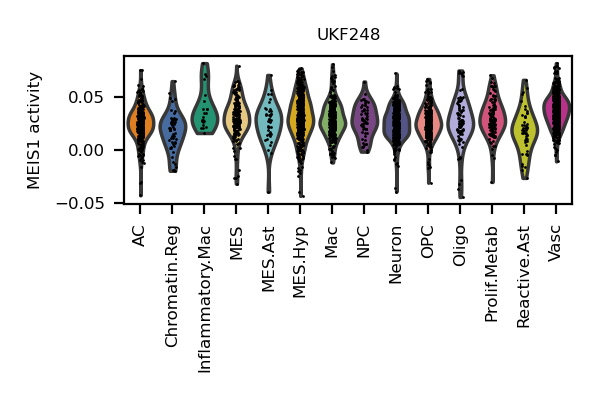 UKF248
MEIS1 activity
0.05
0.00
−0.05
AC
Chromatin.Reg
Inflammatory.Mac
MES
MES.Ast
MES.Hyp
Mac
NPC
Neuron
OPC
Oligo
Prolif.Metab
Reactive.Ast
Vasc